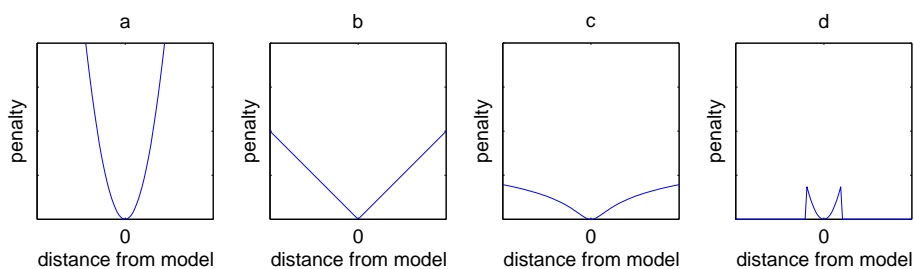 a
penalty
0
distance from model
b
penalty
0
distance from model
c
penalty
0
distance from model
d
penalty
0
distance from model